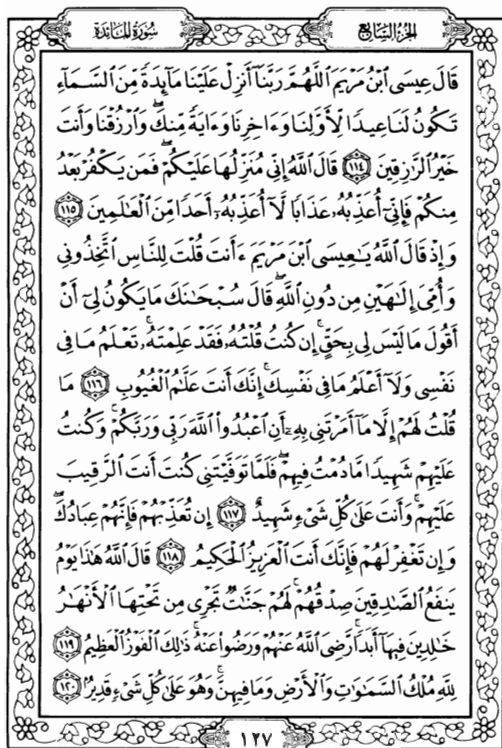 الجزء السابع
سورة المائدة
قَالَ عِيسَى ٱبْنُ مَرْيَمَ ٱللَّهُمَّ رَبَّنَآ أَنزِلْ عَلَيْنَا مَآئِدَةً مِّنَ ٱلسَّمَآءِ
تَكُونُ لَنَا عِيدًا لِّأَوَّلِنَا وَءَاخِرِنَا وَءَايَةً مِّنكَ ۖ وَٱرْزُقْنَا وَأَنتَ
خَيْرُ ٱلرَّٰزِقِينَ ١١٤ قَالَ ٱللَّهُ إِنِّى مُنَزِّلُهَا عَلَيْكُمْ ۖ فَمَن يَكْفُرْ بَعْدُ
مِنكُمْ فَإِنِّىٓ أُعَذِّبُهُۥ عَذَابًا لَّآ أُعَذِّبُهُۥٓ أَحَدًا مِّنَ ٱلْعَٰلَمِينَ ١١٥
وَإِذْ قَالَ ٱللَّهُ يَٰعِيسَى ٱبْنَ مَرْيَمَ ءَأَنتَ قُلْتَ لِلنَّاسِ ٱتَّخِذُونِى
وَأُمِّىَ إِلَٰهَيْنِ مِن دُونِ ٱللَّهِ ۖ قَالَ سُبْحَٰنَكَ مَا يَكُونُ لِىٓ أَنْ
أَقُولَ مَا لَيْسَ لِى بِحَقٍّ ۚ إِن كُنتُ قُلْتُهُۥ فَقَدْ عَلِمْتَهُۥ ۚ تَعْلَمُ مَا فِى
نَفْسِى وَلَآ أَعْلَمُ مَا فِى نَفْسِكَ ۚ إِنَّكَ أَنتَ عَلَّٰمُ ٱلْغُيُوبِ ١١٦ مَا
قُلْتُ لَهُمْ إِلَّا مَآ أَمَرْتَنِى بِهِۦٓ أَنِ ٱعْبُدُوا۟ ٱللَّهَ رَبِّى وَرَبَّكُمْ ۚ وَكُنتُ
عَلَيْهِمْ شَهِيدًا مَّا دُمْتُ فِيهِمْ ۖ فَلَمَّا تَوَفَّيْتَنِى كُنتَ أَنتَ ٱلرَّقِيبَ
عَلَيْهِمْ ۚ وَأَنتَ عَلَىٰ كُلِّ شَىْءٍ شَهِيدٌ ١١٧ إِن تُعَذِّبْهُمْ فَإِنَّهُمْ عِبَادُكَ ۖ
وَإِن تَغْفِرْ لَهُمْ فَإِنَّكَ أَنتَ ٱلْعَزِيزُ ٱلْحَكِيمُ ١١٨ قَالَ ٱللَّهُ هَٰذَا يَوْمُ
يَنفَعُ ٱلصَّٰدِقِينَ صِدْقُهُمْ ۚ لَهُمْ جَنَّٰتٌ تَجْرِى مِن تَحْتِهَا ٱلْأَنْهَٰرُ
خَٰلِدِينَ فِيهَآ أَبَدًا ۚ رَّضِىَ ٱللَّهُ عَنْهُمْ وَرَضُوا۟ عَنْهُ ۚ ذَٰلِكَ ٱلْفَوْزُ ٱلْعَظِيمُ ١١٩
لِلَّهِ مُلْكُ ٱلسَّمَٰوَٰتِ وَٱلْأَرْضِ وَمَا فِيهِنَّ ۚ وَهُوَ عَلَىٰ كُلِّ شَىْءٍ قَدِيرٌۢ ١٢٠
١٢٧